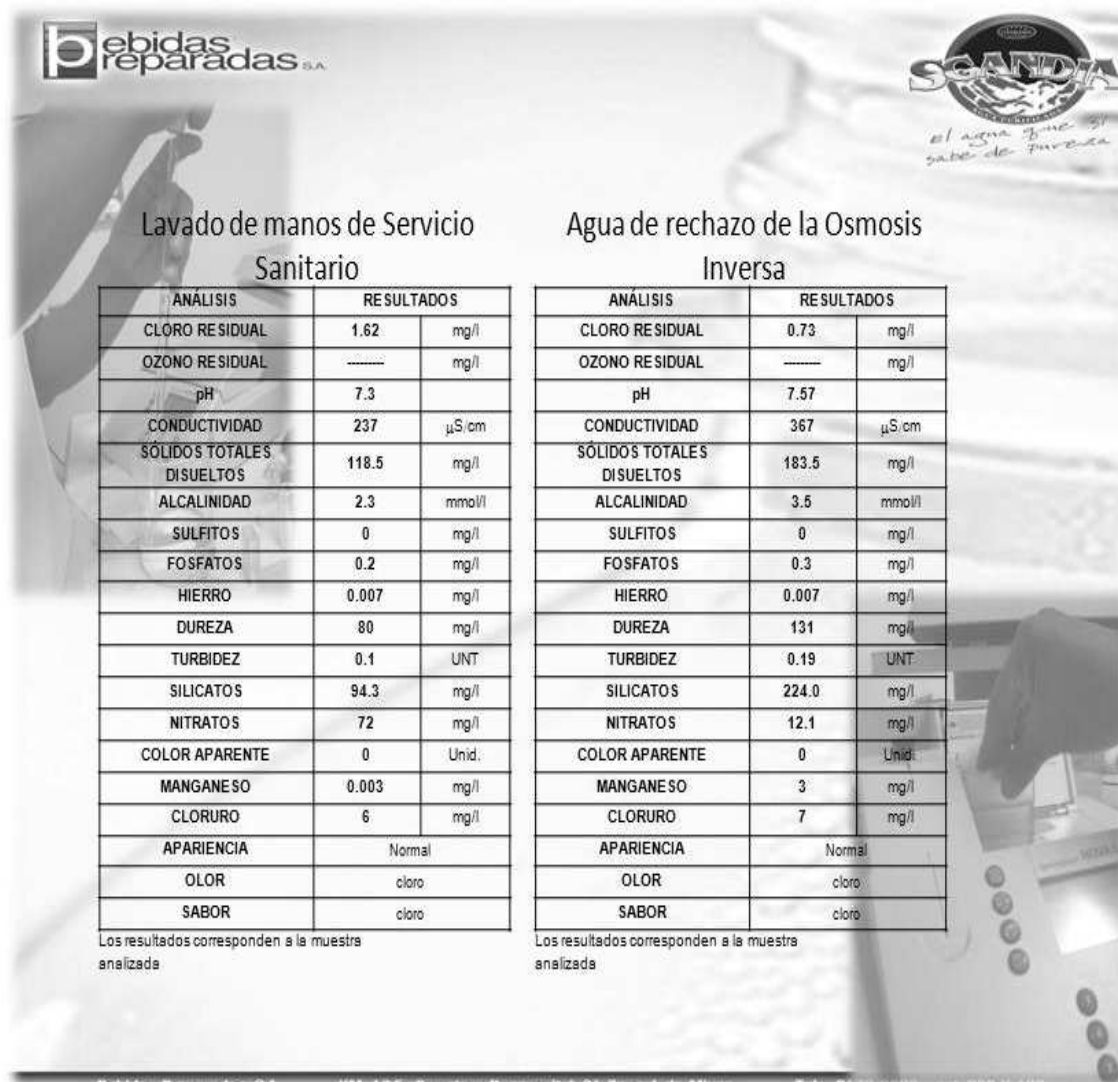 bebidas
preparadas S.A.
SCANDIA
AGUA PURIFICADA
El agua que si
sabe de Pureza
Lavado de manos de Servicio
Sanitario
ANÁLISIS RESULTADOS
CLORO RESIDUAL 1.62 mg/l
OZONO RESIDUAL --------- mg/l
pH 7.3
CONDUCTIVIDAD 237 µS/cm
SÓLIDOS TOTALES
DISUELTOS 118.5 mg/l
ALCALINIDAD 2.3 mmol/l
SULFITOS 0 mg/l
FOSFATOS 0.2 mg/l
HIERRO 0.007 mg/l
DUREZA 80 mg/l
TURBIDEZ 0.1 UNT
SILICATOS 94.3 mg/l
NITRATOS 72 mg/l
COLOR APARENTE 0 Unid.
MANGANESO 0.003 mg/l
CLORURO 6 mg/l
APARIENCIA Normal
OLOR cloro
SABOR cloro
Los resultados corresponden a la muestra
analizada
Agua de rechazo de la Osmosis
Inversa
ANÁLISIS RESULTADOS
CLORO RESIDUAL 0.73 mg/l
OZONO RESIDUAL --------- mg/l
pH 7.57
CONDUCTIVIDAD 367 µS/cm
SÓLIDOS TOTALES
DISUELTOS 183.5 mg/l
ALCALINIDAD 3.5 mmol/l
SULFITOS 0 mg/l
FOSFATOS 0.3 mg/l
HIERRO 0.007 mg/l
DUREZA 131 mg/l
TURBIDEZ 0.19 UNT
SILICATOS 224.0 mg/l
NITRATOS 12.1 mg/l
COLOR APARENTE 0 Unid.
MANGANESO 3 mg/l
CLORURO 7 mg/l
APARIENCIA Normal
OLOR cloro
SABOR cloro
Los resultados corresponden a la muestra
analizada